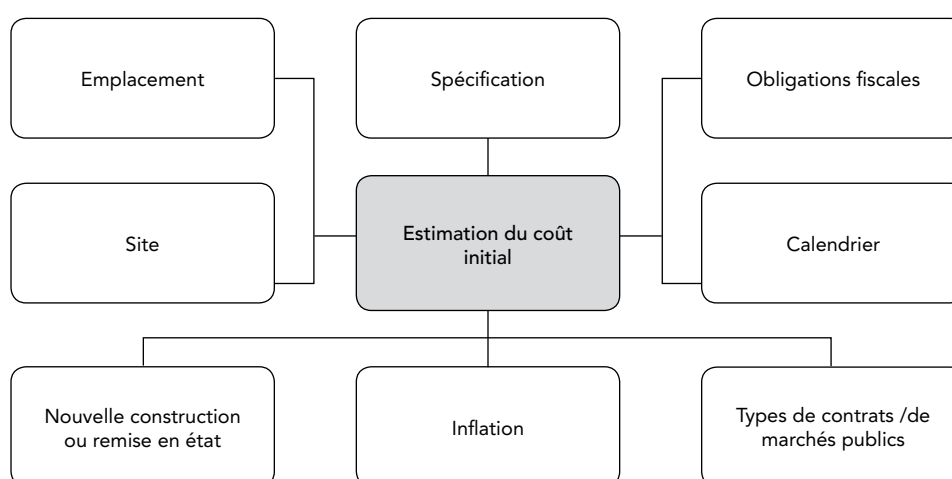 Emplacement
Spécification
Obligations fiscales
Site
Estimation du coût
initial
Calendrier
Nouvelle construction
ou remise en état
Inflation
Types de contrats /de
marchés publics